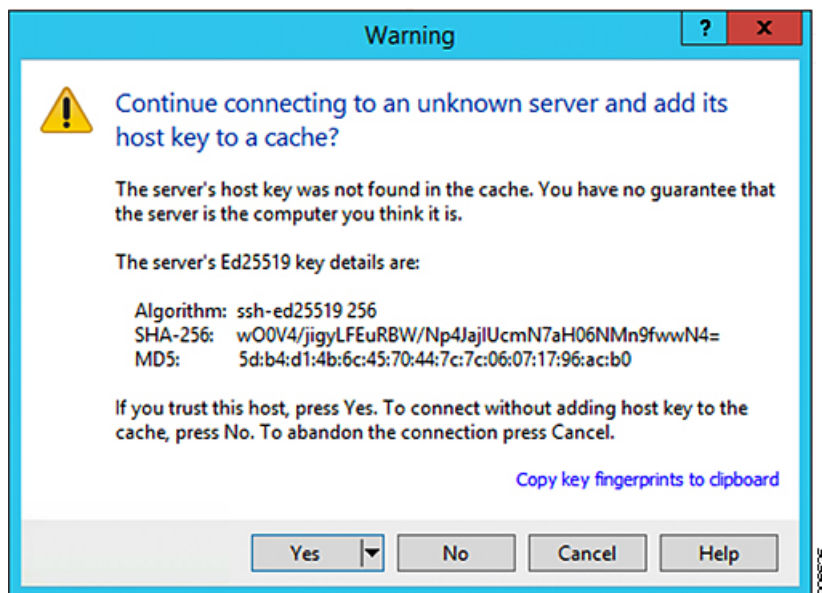 Warning
?
x
Continue connecting to an unknown server and add its
host key to a cache?
The server's host key was not found in the cache. You have no guarantee that
the server is the computer you think it is.
The server's Ed25519 key details are:
Algorithm: ssh-ed25519 256
SHA-256: wO0V4/jigyLFEuRBW/Np4JajlUcmN7aH06NMn9fwwN4=
MD5: 5d:b4:d1:4b:6c:45:70:44:7c:7c:06:07:17:96:ac:b0
If you trust this host, press Yes. To connect without adding host key to the
cache, press No. To abandon the connection press Cancel.
Copy key fingerprints to clipboard
Yes
No
Cancel
Help